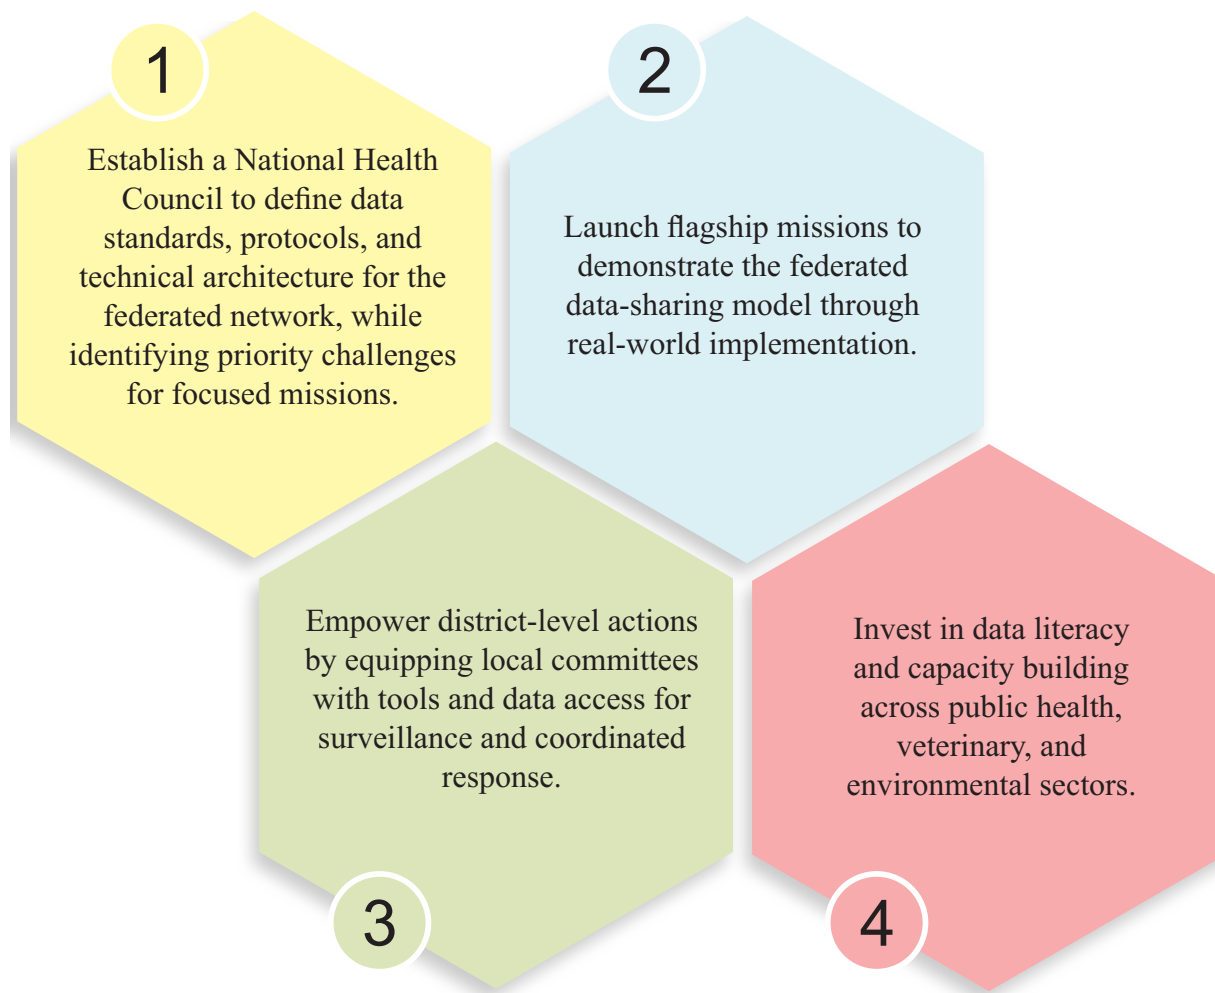 1
Establish a National Health
Council to define data
standards, protocols, and
technical architecture for the
federated network, while
identifying priority challenges
for focused missions.
2
Launch flagship missions to
demonstrate the federated
data-sharing model through
real-world implementation.
Empower district-level actions
by equipping local committees
with tools and data access for
surveillance and coordinated
response.
3
Invest in data literacy
and capacity building
across public health,
veterinary, and
environmental sectors.
4